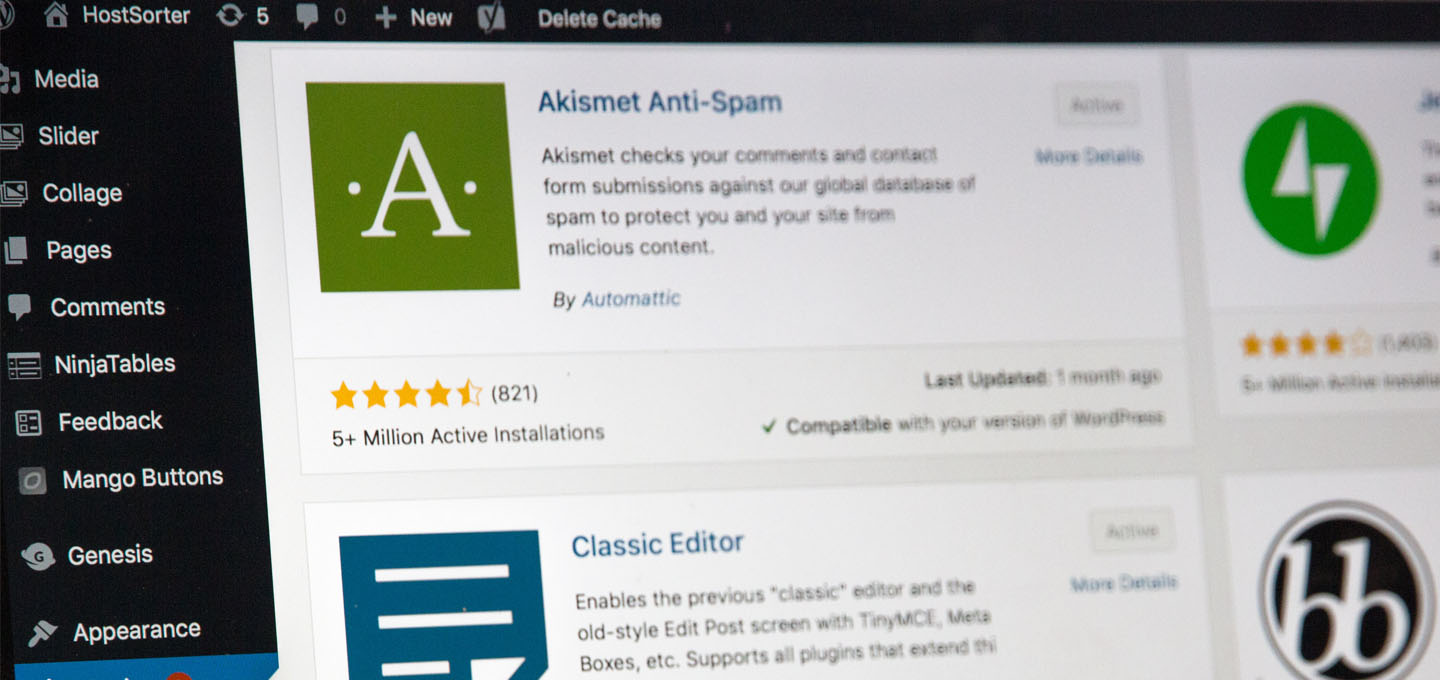 HostSorter 5 0 New Delete Cache
Media
Slider
Collage
Pages
Comments
NinjaTables
Feedback
Mango Buttons
Genesis
Appearance
A
Akismet Anti-Spam
Active
More Details
Akismet checks your comments and contact
form submissions against our global database of
spam to protect you and your site from
malicious content.
By Automattic
(821)
5+ Million Active Installations
Last Updated: 1 month ago
Compatible with your version of WordPress
5+ Million Active
Classic Editor
Active
More Details
Enables the previous "classic" editor and the
old-style Edit Post screen with TinyMCE, Meta
Boxes, etc. Supports all plugins that extend
bb